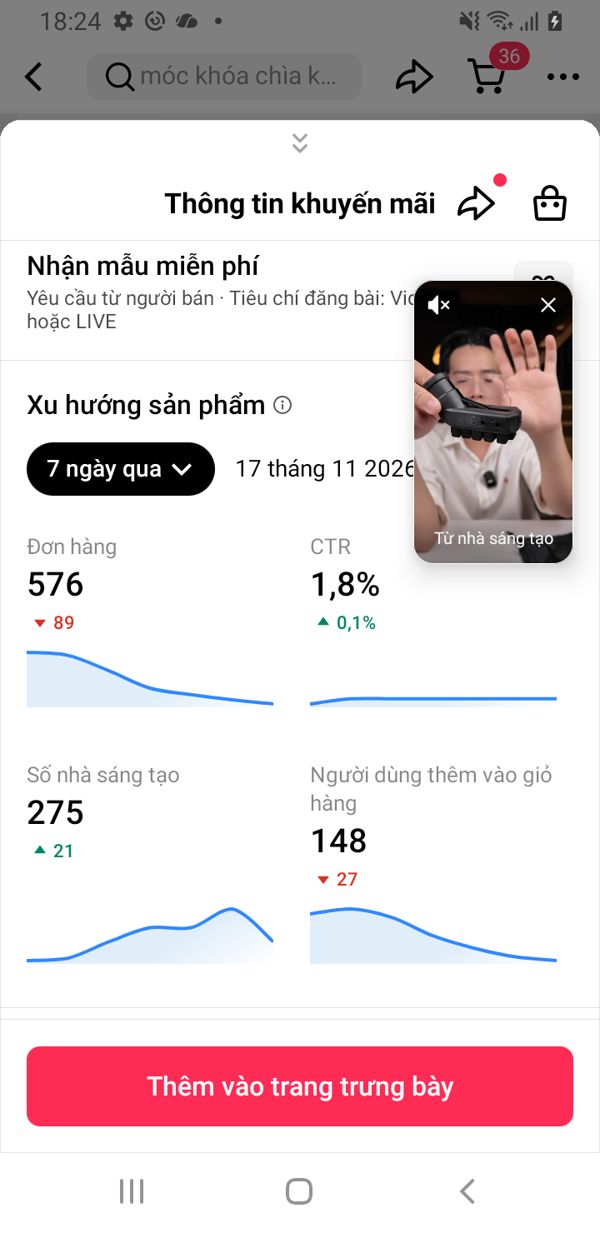 18:24
móc khóa chìa k...
36
Thông tin khuyến mãi
Nhận mẫu miễn phí
Yêu cầu từ người bán · Tiêu chí đăng bài:
hoặc LIVE
Xu hướng sản phẩm
7 ngày qua
17 tháng 11 2026
Từ nhà sáng tạo
Đơn hàng
576
89
CTR
1,8%
0,1%
Số nhà sáng tạo
275
21
Người dùng thêm vào giỏ
hàng
148
27
Thêm vào trang trưng bày